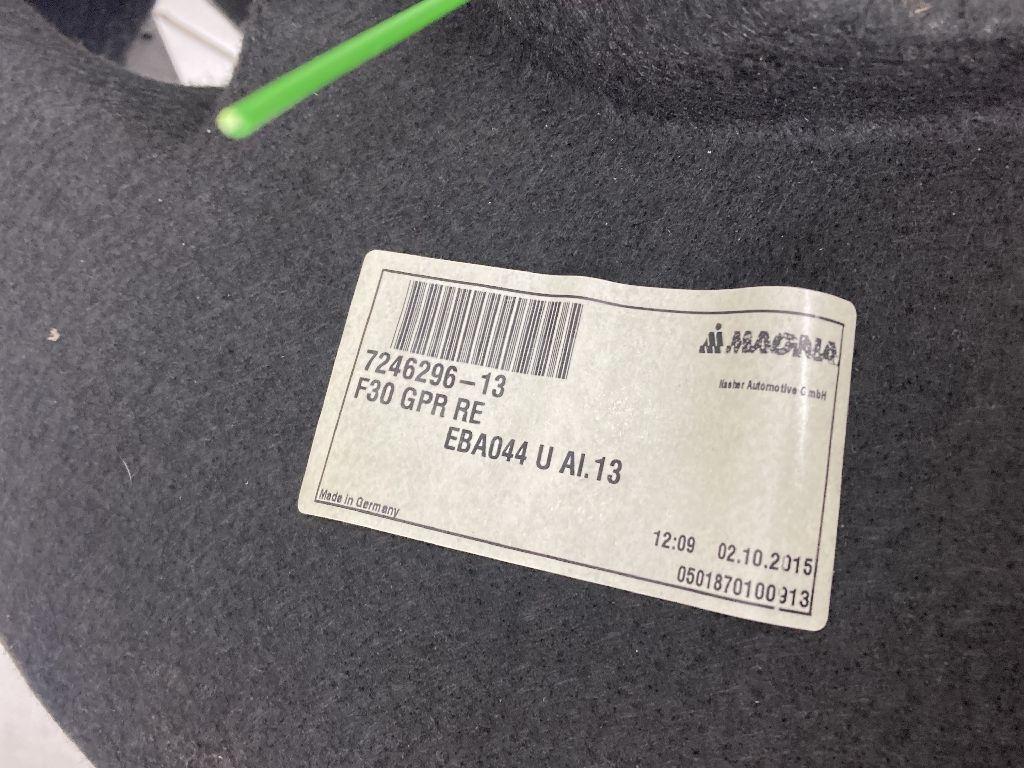 MAGNA
7246296-13
F30 GPR RE
Automotive GmbH
EBA044 U AI.13
Made in Germany
12:09 02.10.2015
0501870100913